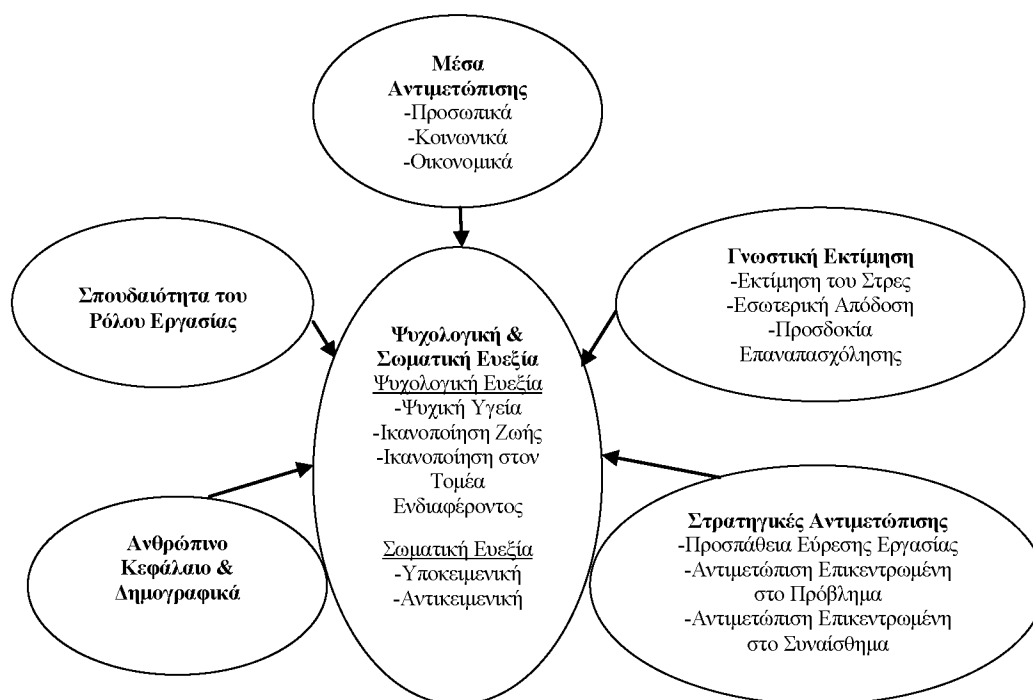 Μέσα
Αντιμετώπισης
-Προσωπικά
-Κοινωνικά
-Οικονομικά
Σπουδαιότητα του
Ρόλου Εργασίας
Γνωστική Εκτίμηση
-Εκτίμηση του Στρες
-Εσωτερική Απόδοση
-Προσδοκία
Επαναπασχόλησης
Ψυχολογική &
Σωματική Ευεξία
Ψυχολογική Ευεξία
-Ψυχική Υγεία
-Ικανοποίηση Ζωής
-Ικανοποίηση στον
Τομέα
Ενδιαφέροντος
Σωματική Ευεξία
-Υποκειμενική
-Αντικειμενική
Ανθρώπινο
Κεφάλαιο &
Δημογραφικά
Στρατηγικές Αντιμετώπισης
-Προσπάθεια Εύρεσης Εργασίας
-Αντιμετώπιση Επικεντρωμένη
στο Πρόβλημα
-Αντιμετώπιση Επικεντρωμένη
στο Συναίσθημα